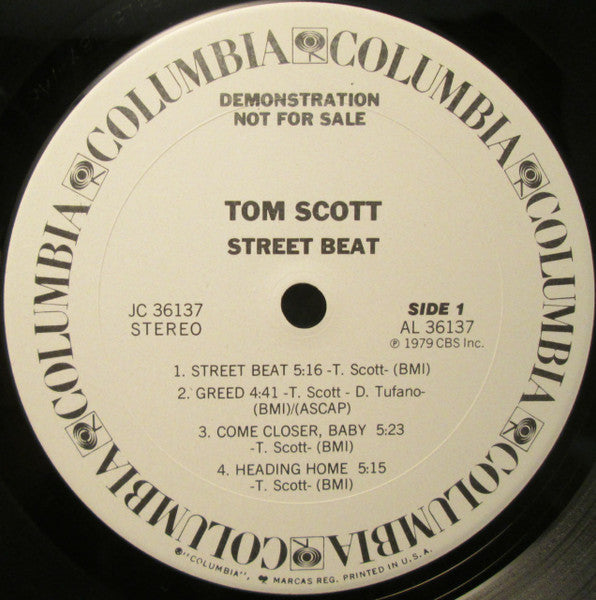 COLUMBIA COLUMBIA COLUMBIA COLUMBIA COLUMBIA COLUMBIA COLUMBIA COLUMBIA
DEMONSTRATION
NOT FOR SALE
TOM SCOTT
STREET BEAT
JC 36137
STEREO
SIDE 1
AL 36137
℗ 1979 CBS Inc.
1. STREET BEAT 5:16 -T. Scott- (BMI)
2. GREED 4:41 -T. Scott - D. Tufano-
(BMI)/(ASCAP)
3. COME CLOSER, BABY 5:23
-T. Scott- (BMI)
4. HEADING HOME 5:15
-T. Scott- (BMI)
®"COLUMBIA", MARCAS REG. PRINTED IN U.S.A.